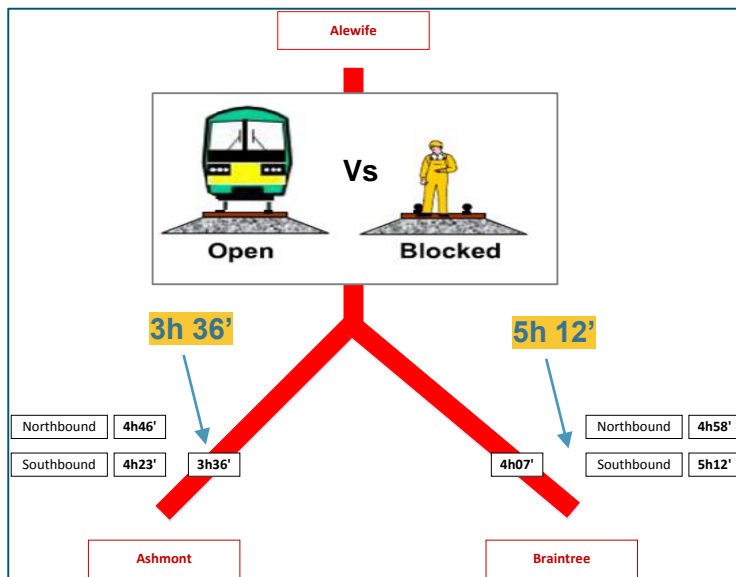 Alewife
Vs
Open
Blocked
3h 36’
5h 12’
Northbound 4h46'
Northbound 4h58'
Southbound 4h23' 3h36'
4h07' Southbound 5h12'
Ashmont
Braintree